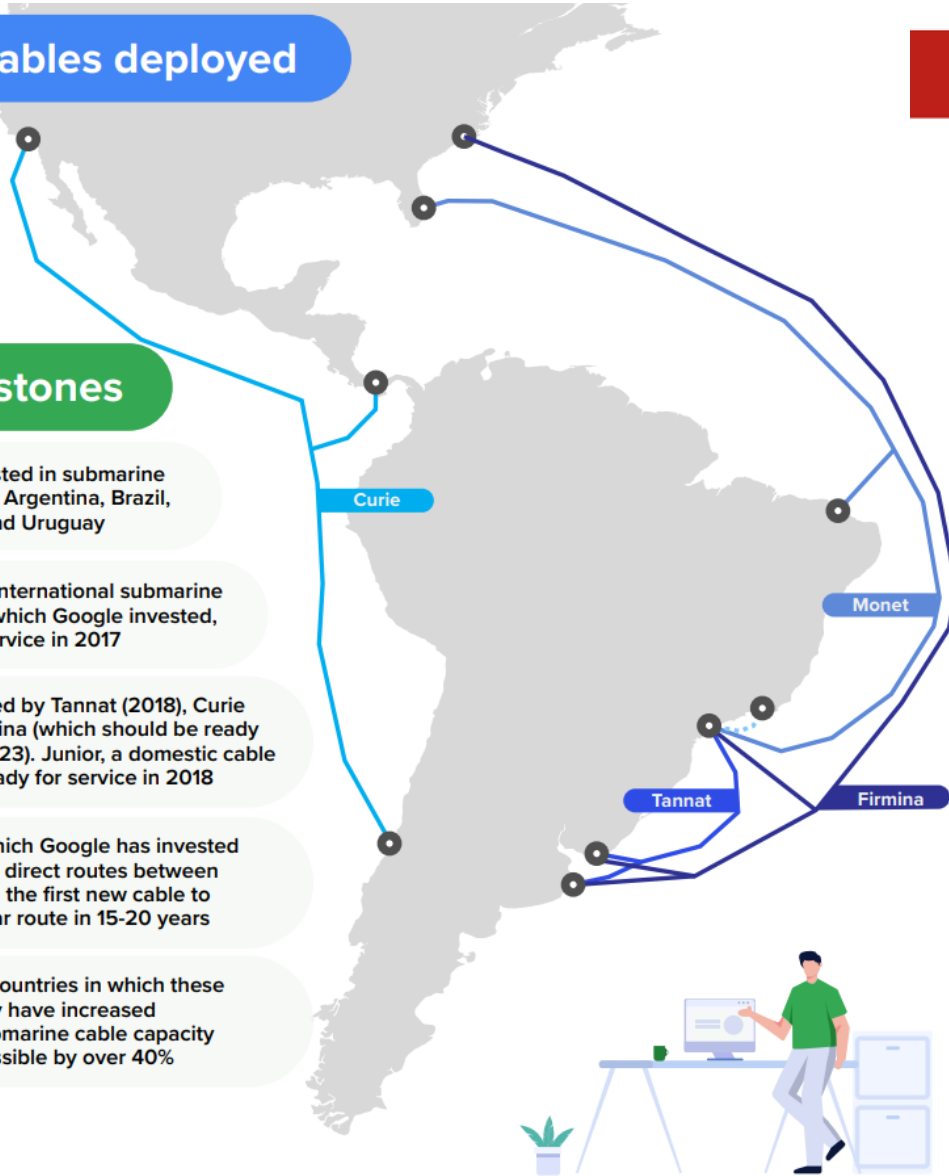 ables deployed
stones
sted in submarine
Argentina, Brazil,
nd Uruguay
nternational submarine
which Google invested,
rvice in 2017
ed by Tannat (2018), Curie
ina (which should be ready
23). Junior, a domestic cable
ady for service in 2018
hich Google has invested
direct routes between
the first new cable to
ar route in 15-20 years
ountries in which these
y have increased
bmarine cable capacity
ssible by over 40%
Curie
Monet
Tannat
Firmina